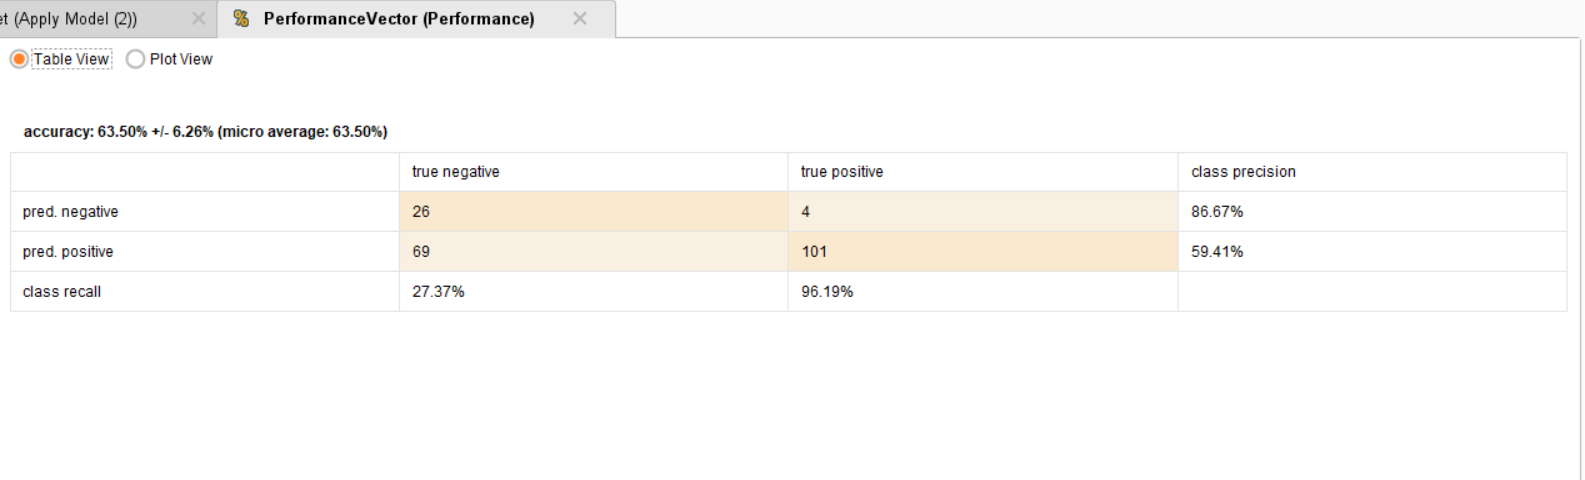 et (Apply Model (2)) PerformanceVector (Performance)
Table View Plot View
accuracy: 63.50% +/- 6.26% (micro average: 63.50%)
true negative true positive class precision
pred. negative 26 4 86.67%
pred. positive 69 101 59.41%
class recall 27.37% 96.19%